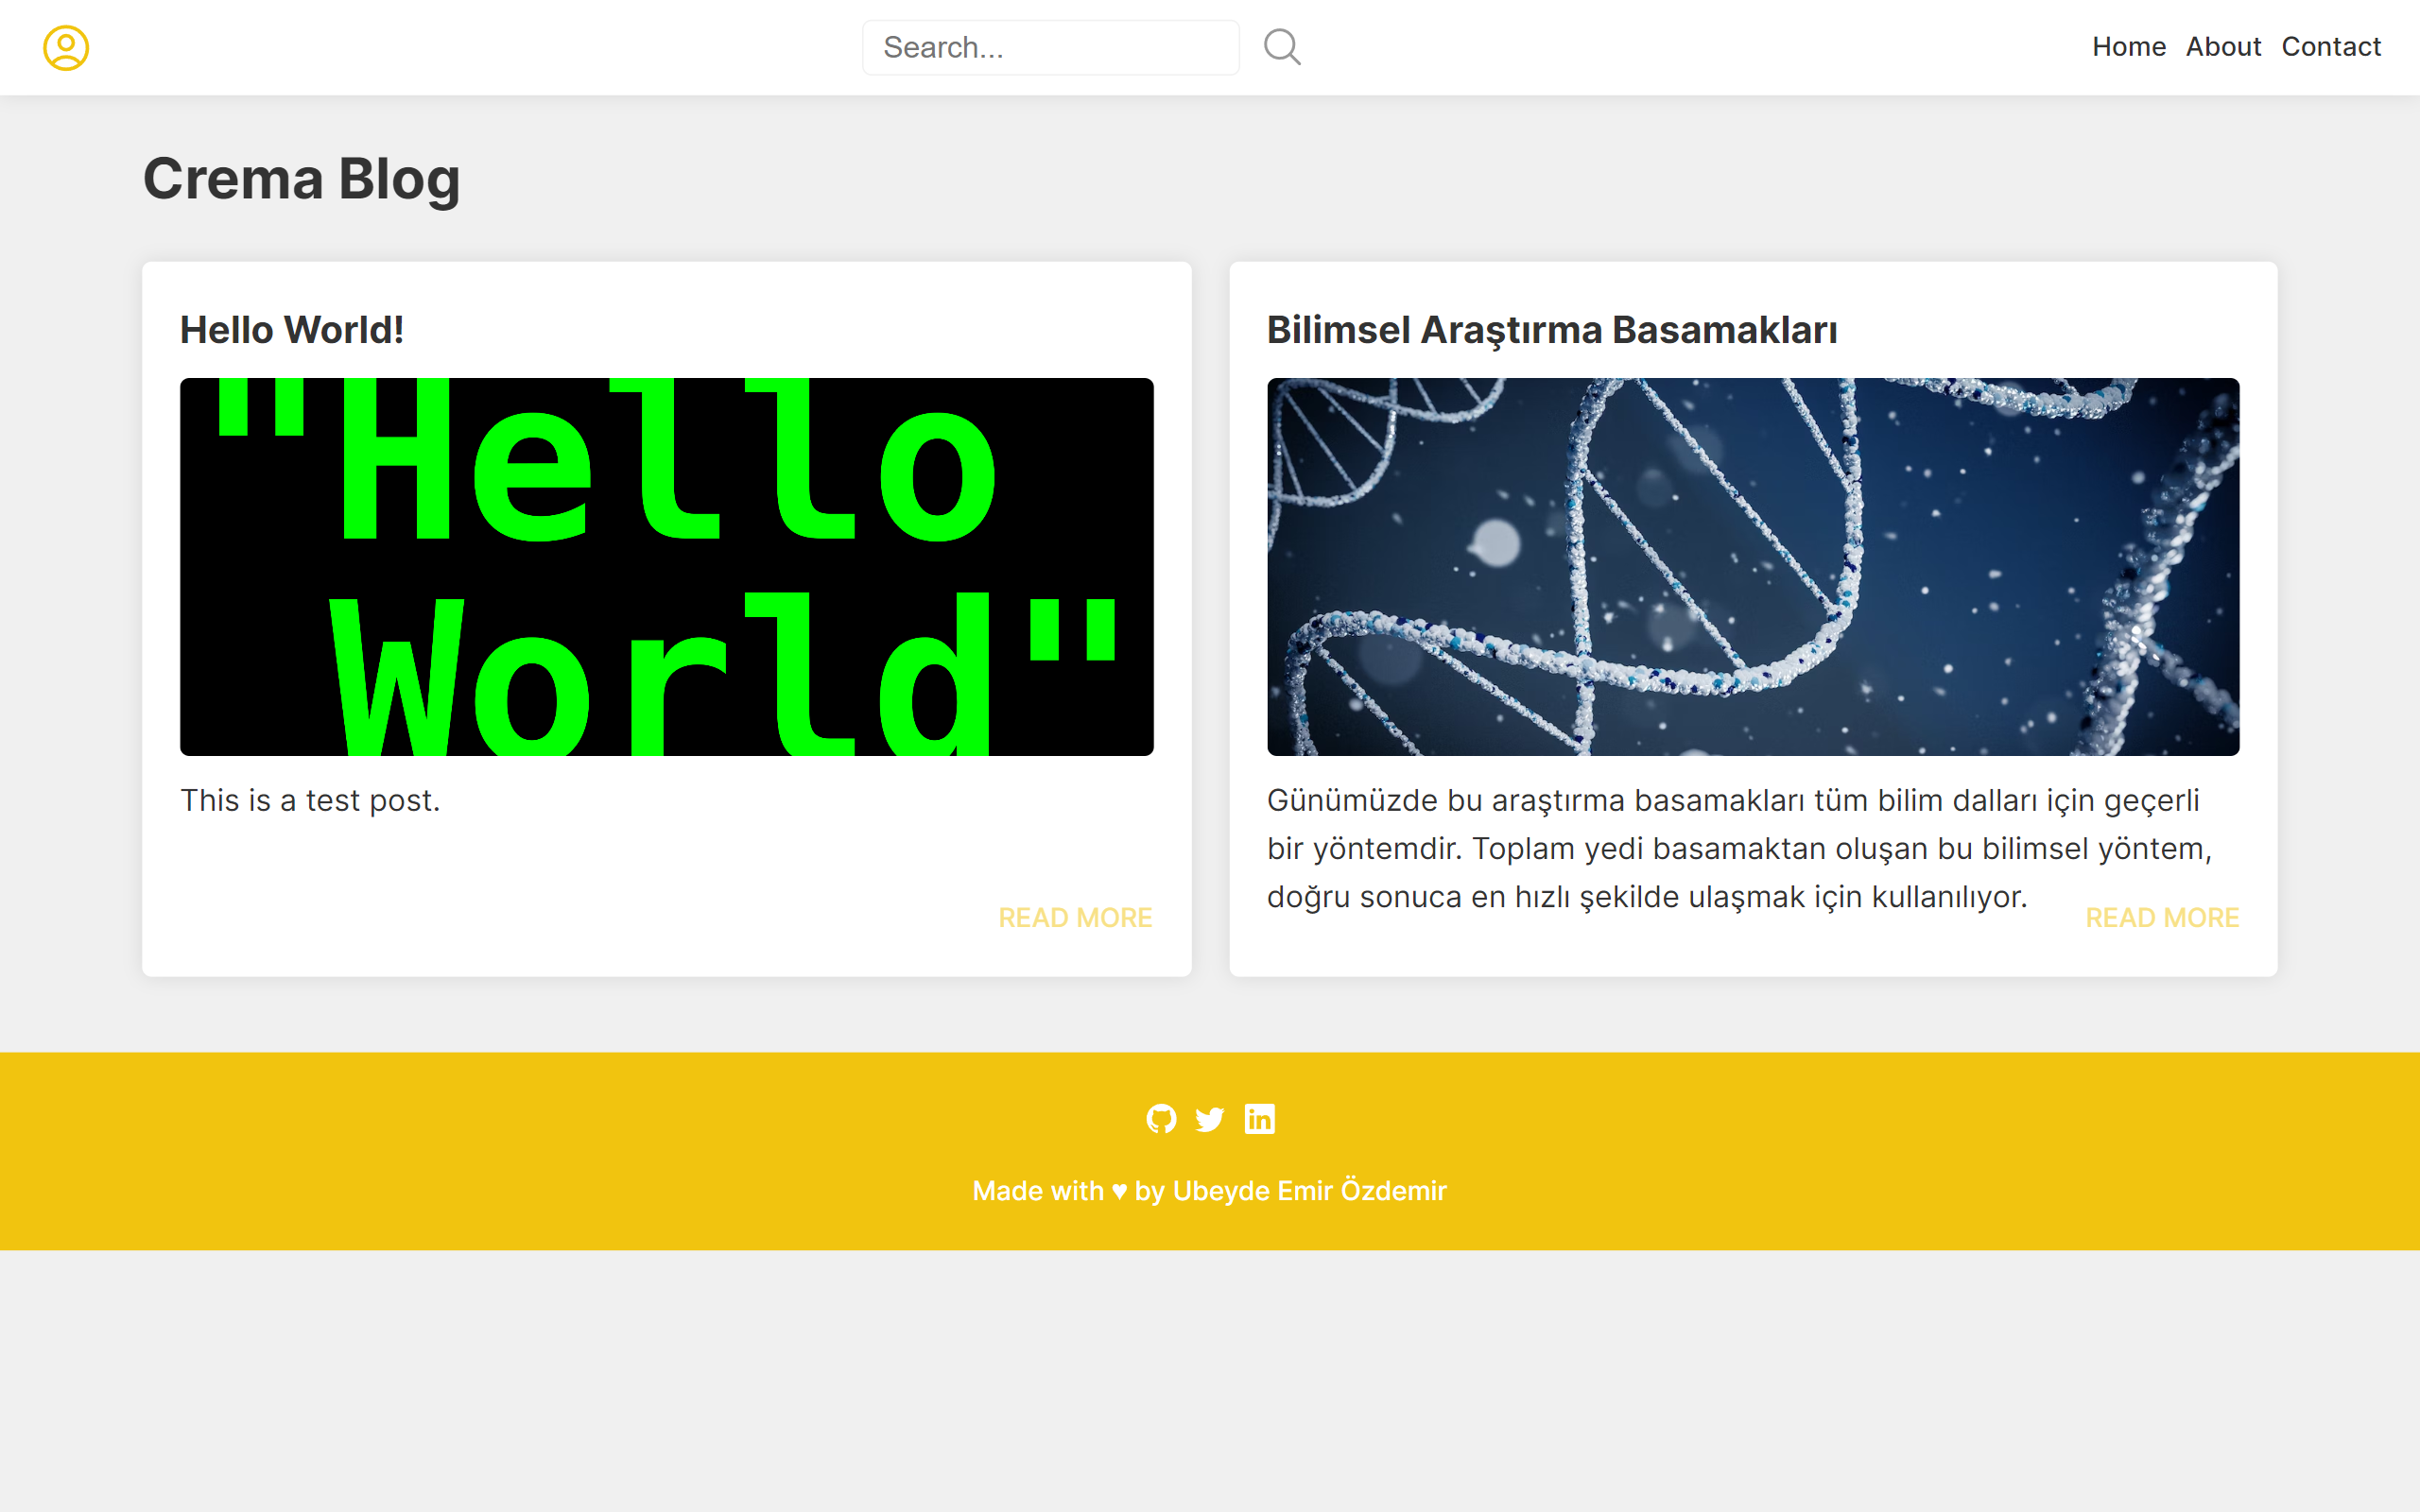 Search...
Home About Contact
Crema Blog
Hello World!
"Hello
World"
This is a test post.
READ MORE
Bilimsel Araştırma Basamakları
Günümüzde bu araştırma basamakları tüm bilim dalları için geçerli
bir yöntemdir. Toplam yedi basamaktan oluşan bu bilimsel yöntem,
doğru sonuca en hızlı şekilde ulaşmak için kullanılıyor.
READ MORE
Made with ♥ by Ubeyde Emir Özdemir